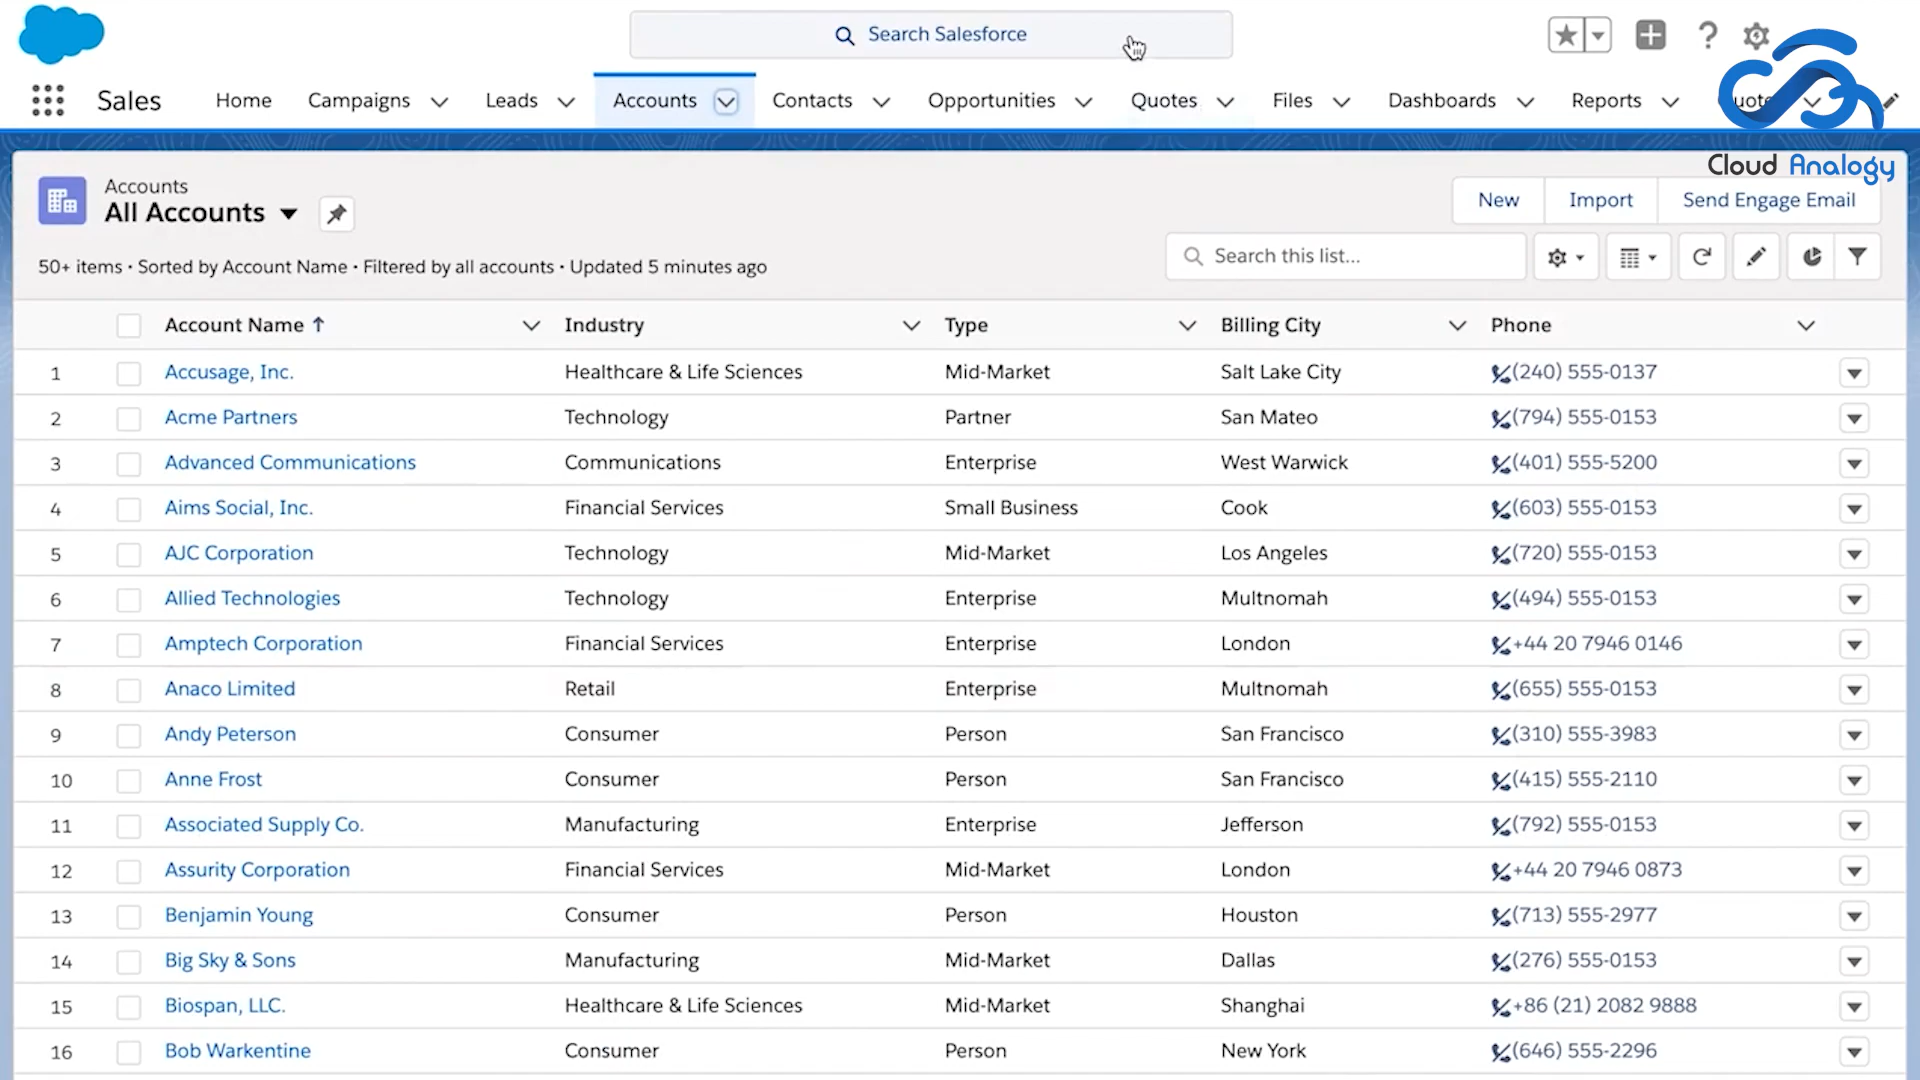 Search Salesforce
Sales Home Campaigns Leads Accounts Contacts Opportunities Quotes Files Dashboards Reports
Cloud Analogy
Accounts
All Accounts
New Import Send Engage Email
50+ items • Sorted by Account Name • Filtered by all accounts • Updated 5 minutes ago
Search this list...
Account Name Industry Type Billing City Phone
1 Accusage, Inc. Healthcare & Life Sciences Mid-Market Salt Lake City (240) 555-0137
2 Acme Partners Technology Partner San Mateo (794) 555-0153
3 Advanced Communications Communications Enterprise West Warwick (401) 555-5200
4 Aims Social, Inc. Financial Services Small Business Cook (603) 555-0153
5 AJC Corporation Technology Mid-Market Los Angeles (720) 555-0153
6 Allied Technologies Technology Enterprise Multnomah (494) 555-0153
7 Amptech Corporation Financial Services Enterprise London +44 20 7946 0146
8 Anaco Limited Retail Enterprise Multnomah (655) 555-0153
9 Andy Peterson Consumer Person San Francisco (310) 555-3983
10 Anne Frost Consumer Person San Francisco (415) 555-2110
11 Associated Supply Co. Manufacturing Enterprise Jefferson (792) 555-0153
12 Assurity Corporation Financial Services Mid-Market London +44 20 7946 0873
13 Benjamin Young Consumer Person Houston (713) 555-2977
14 Big Sky & Sons Manufacturing Mid-Market Dallas (276) 555-0153
15 Biospan, LLC. Healthcare & Life Sciences Mid-Market Shanghai +86 (21) 2082 9888
16 Bob Warkentine Consumer Person New York (646) 555-2296